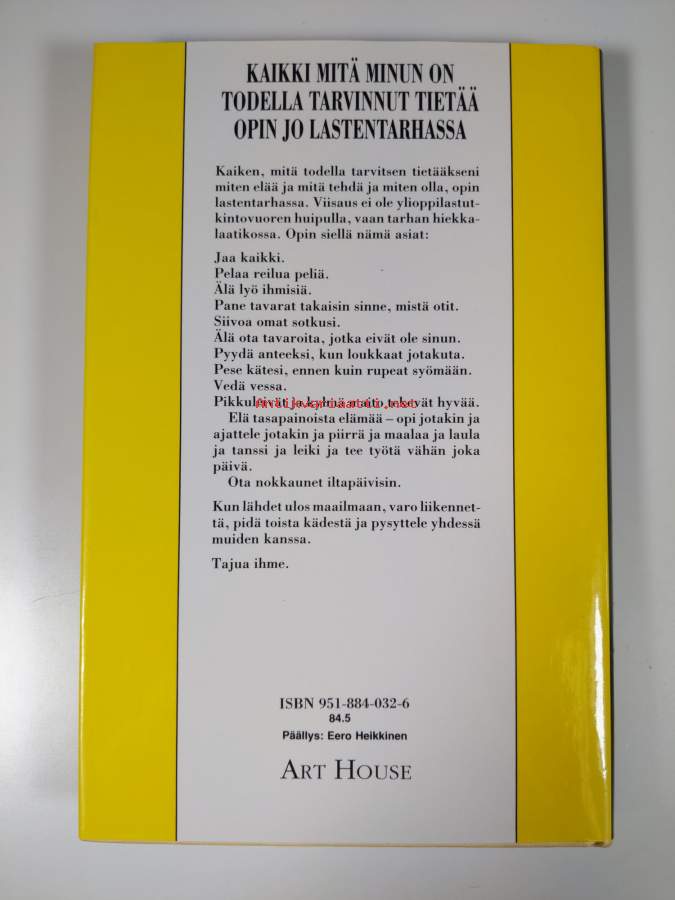 KAIKKI MITÄ MINUN ON
TODELLA TARVINNUT TIETÄÄ
OPIN JO LASTENTARHASSA
Kaiken, mitä todella tarvitsen tietääkseni
miten elää ja mitä tehdä ja miten olla, opin
lastentarhassa. Viisaus ei ole ylioppilastut-
kintovuoren huipulla, vaan tarhan hiekka-
laatikossa. Opin siellä nämä asiat:
Jaa kaikki.
Pelaa reilua peliä.
Älä lyö ihmisiä.
Pane tavarat takaisin sinne, mistä otit.
Siivoa omat sotkusi.
Älä ota tavaroita, jotka eivät ole sinun.
Pyydä anteeksi, kun loukkaat jotakuta.
Pese kätesi, ennen kuin rupeat syömään.
Vedä vessa.
Pikkuleivät ja kylmä maito tekevät hyvää.
Antikvariaatti.net
Elä tasapainoista elämää – opi jotakin ja
ajattele jotakin ja piirrä ja maalaa ja laula
ja tanssi ja leiki ja tee työtä vähän joka
päivä.
Ota nokkaunet iltapäivisin.
Kun lähdet ulos maailmaan, varo liikennet-
tä, pidä toista kädestä ja pysyttele yhdessä
muiden kanssa.
Tajua ihme.
ISBN 951-884-032-6
84.5
Päällys: Eero Heikkinen
ART HOUSE